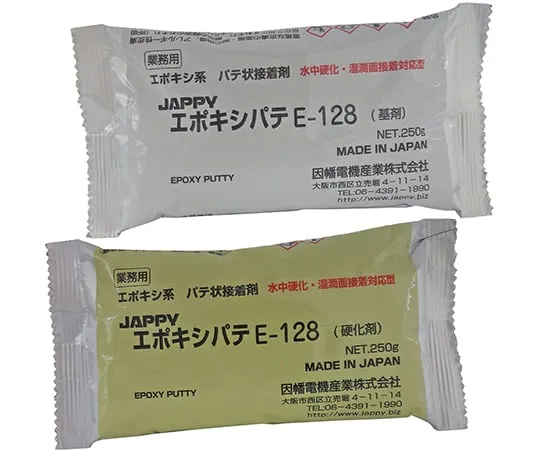 業務用
エポキシ系 パテ状接着剤 水中硬化・湿潤面接着対応型
JAPPY
エポキシパテ E-128 (基剤)
NET.250g
MADE IN JAPAN
因幡電機産業株式会社
EPOXY PUTTY
大阪市西区立売堀4-11-14
TEL:06-4391-1990
http://www.jappy.biz
業務用
エポキシ系 パテ状接着剤 水中硬化・湿潤面接着対応型
JAPPY
エポキシパテ E-128 (硬化剤)
NET.250g
MADE IN JAPAN
因幡電機産業株式会社
EPOXY PUTTY
大阪市西区立売堀4-11-14
TEL:06-4391-1990
http://www.jappy.biz